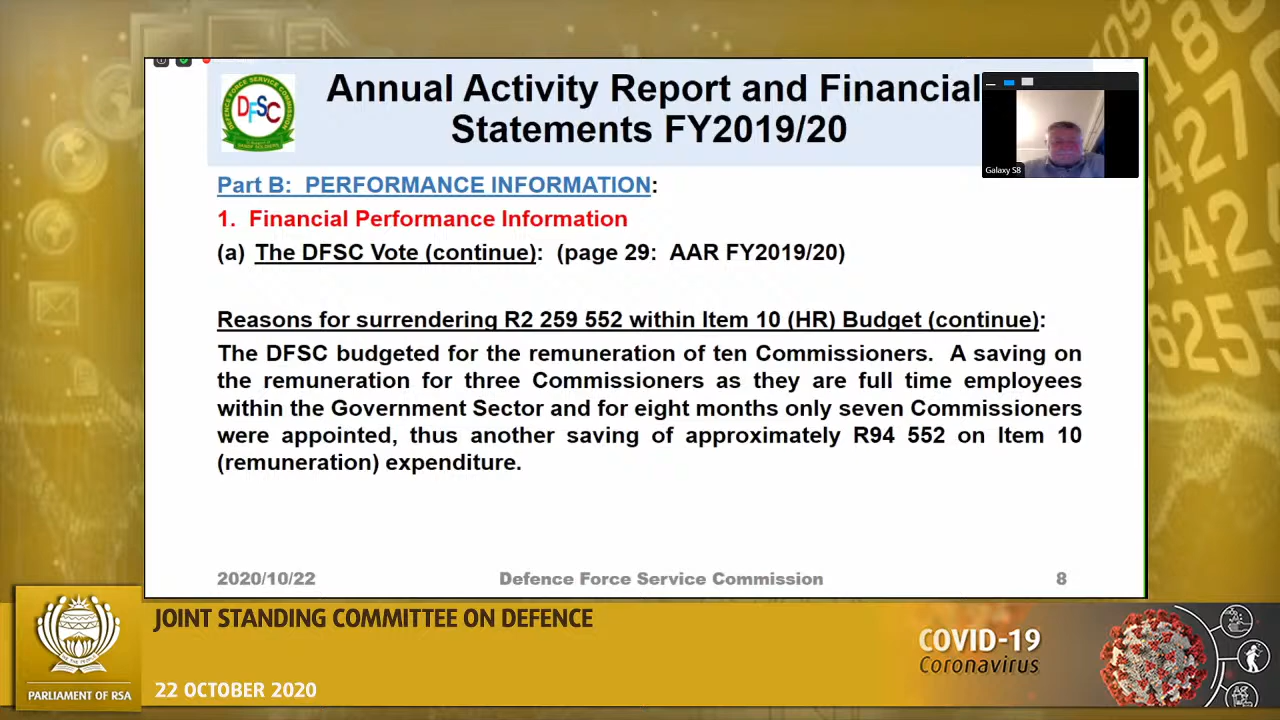 Annual Activity Report and Financial
Statements FY2019/20
DFSC
Galaxy S8
Part B: PERFORMANCE INFORMATION:
1. Financial Performance Information
(a) The DFSC Vote (continue): (page 29: AAR FY2019/20)
Reasons for surrendering R2 259 552 within Item 10 (HR) Budget (continue):
The DFSC budgeted for the remuneration of ten Commissioners. A saving on
the remuneration for three Commissioners as they are full time employees
within the Government Sector and for eight months only seven Commissioners
were appointed, thus another saving of approximately R94 552 on Item 10
(remuneration) expenditure.
2020/10/22
Defence Force Service Commission
8
JOINT STANDING COMMITTEE ON DEFENCE
22 OCTOBER 2020
PARLIAMENT OF RSA
COVID-19
Coronavirus